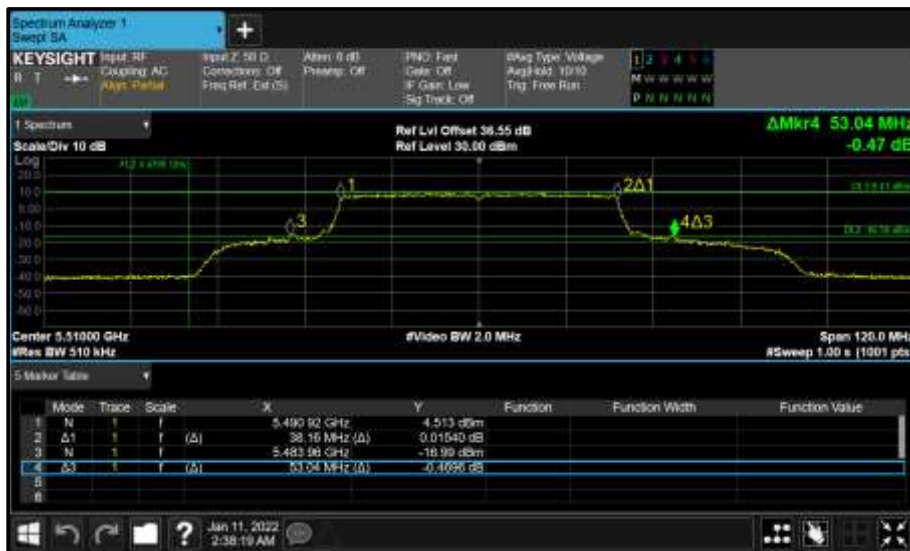 Spectrum Analyzer 1
Swept SA
+
KEYSIGHT
R T
Input: RF
Coupling: AC
Align: Partial
Input Z: 50 Ω
Corrections: Off
Freq Ref: Ext (S)
Atten: 6 dB
Preamp: Off
PNO: Fast
Gate: Off
IF Gain: Low
Sig Track: Off
#Avg Type: Voltage
Avg|Hold: 10/10
Trig: Free Run
1 2 3 4 5 6
M W W W W W
P N N N N N
1 Spectrum
Scale/Div 10 dB
Ref Lvl Offset 36.55 dB
Ref Level 30.00 dBm
ΔMkr4 53.04 MHz
-0.47 dB
Log
20.0
10.0
0.00
-10.0
-20.0
-30.0
-40.0
-50.0
1
2Δ1
3
4Δ3
Center 5.51000 GHz
#Res BW 510 kHz
#Video BW 2.0 MHz
Span 120.0 MHz
#Sweep 1.00 s (1001 pts
5 Marker Table
Mode Trace Scale X Y Function Function Width Function Value
1 N 1 f 5.490 92 GHz 4.513 dBm
2 Δ1 1 f (Δ) 38.16 MHz (Δ) 0.01540 dB
3 N 1 f 5.483 96 GHz -16.99 dBm
4 Δ3 1 f (Δ) 53.04 MHz (Δ) -0.4696 dB
5
6
?
Jan 11, 2022
2:38:19 AM